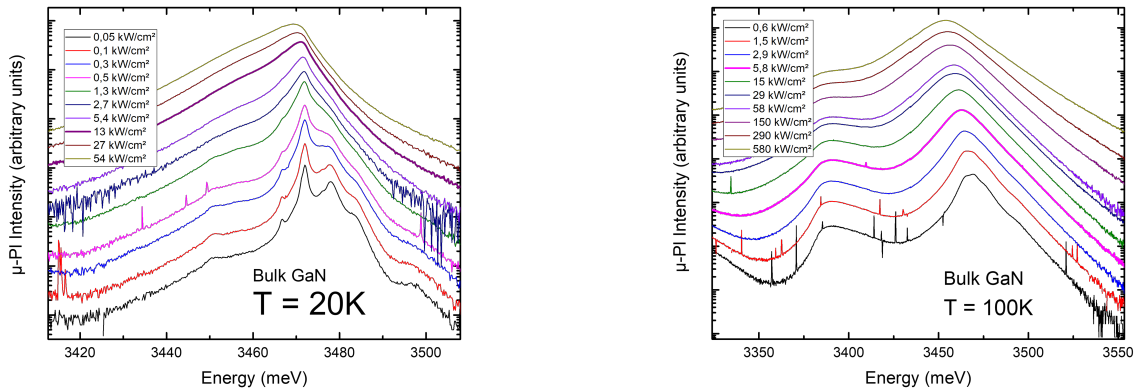 μ-Pl Intensity (arbitrary units)
0,05 kW/cm²
0,1 kW/cm²
0,3 kW/cm²
0,5 kW/cm²
1,3 kW/cm²
2,7 kW/cm²
5,4 kW/cm²
13 kW/cm²
27 kW/cm²
54 kW/cm²
Bulk GaN
T = 20K
3420 3440 3460 3480 3500
Energy (meV)
μ-Pl Intensity (arbitrary units)
0,6 kW/cm²
1,5 kW/cm²
2,9 kW/cm²
5,8 kW/cm²
15 kW/cm²
29 kW/cm²
58 kW/cm²
150 kW/cm²
290 kW/cm²
580 kW/cm²
Bulk GaN
T = 100K
3350 3400 3450 3500 3550
Energy (meV)